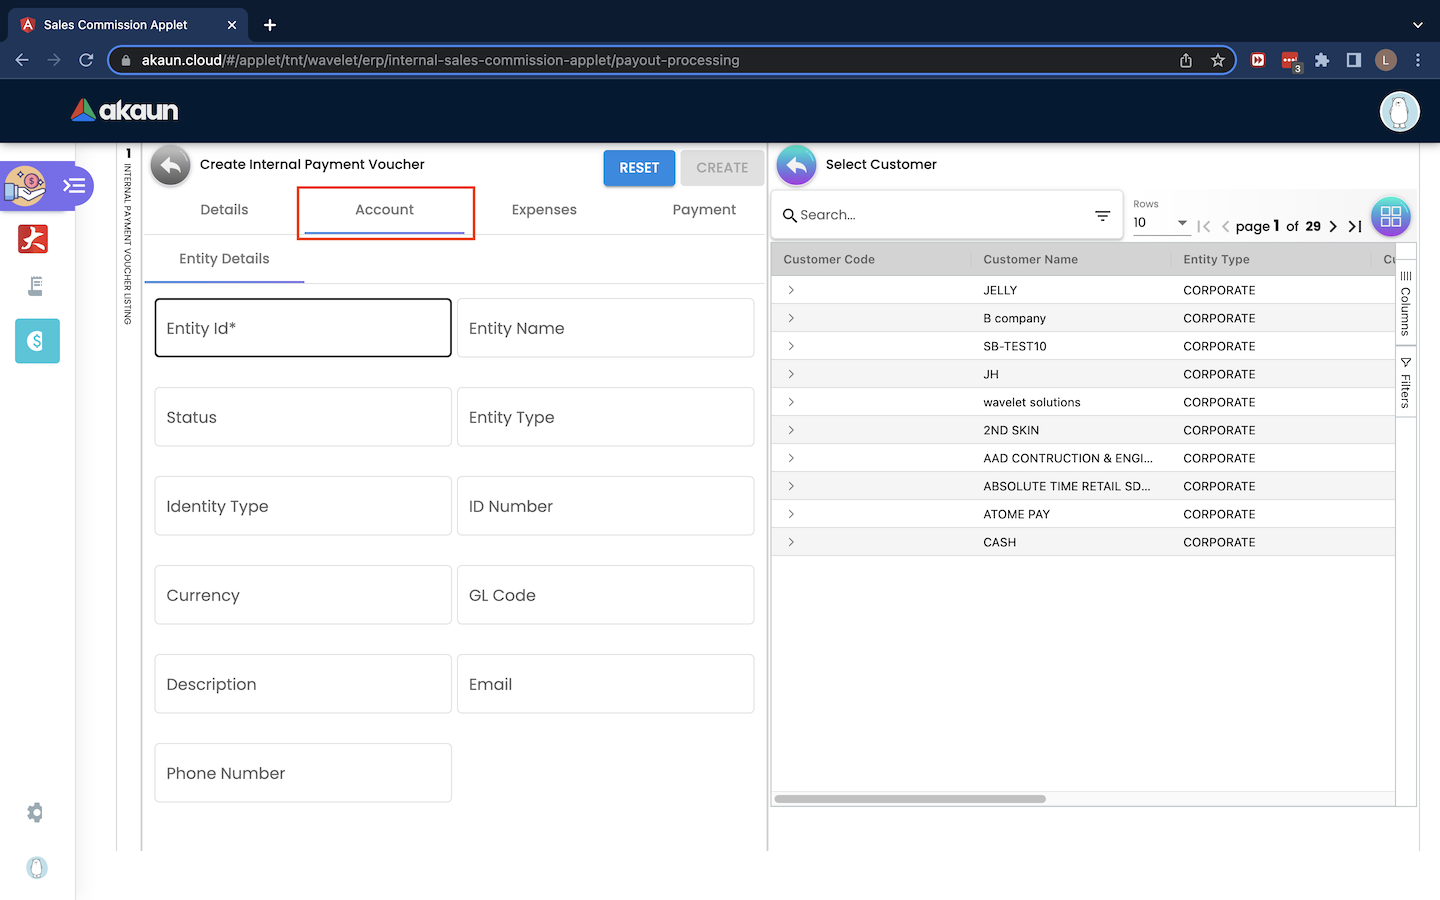 Sales Commission Applet
akaun.cloud/#/applet/tnt/wavelet/erp/internal-sales-commission-applet/payout-processing
3
L
akaun
1
INTERNAL PAYMENT VOUCHER LISTING
Create Internal Payment Voucher
RESET
CREATE
Details
Account
Expenses
Payment
Entity Details
Entity Id*
Entity Name
Status
Entity Type
Identity Type
ID Number
Currency
GL Code
Description
Email
Phone Number
Select Customer
Search...
Rows
10
page 1 of 29
Customer Code Customer Name Entity Type Cu
JELLY CORPORATE
B company CORPORATE
SB-TEST10 CORPORATE
JH CORPORATE
wavelet solutions CORPORATE
2ND SKIN CORPORATE
AAD CONTRUCTION & ENGI... CORPORATE
ABSOLUTE TIME RETAIL SD... CORPORATE
ATOME PAY CORPORATE
CASH CORPORATE
Columns
Filters